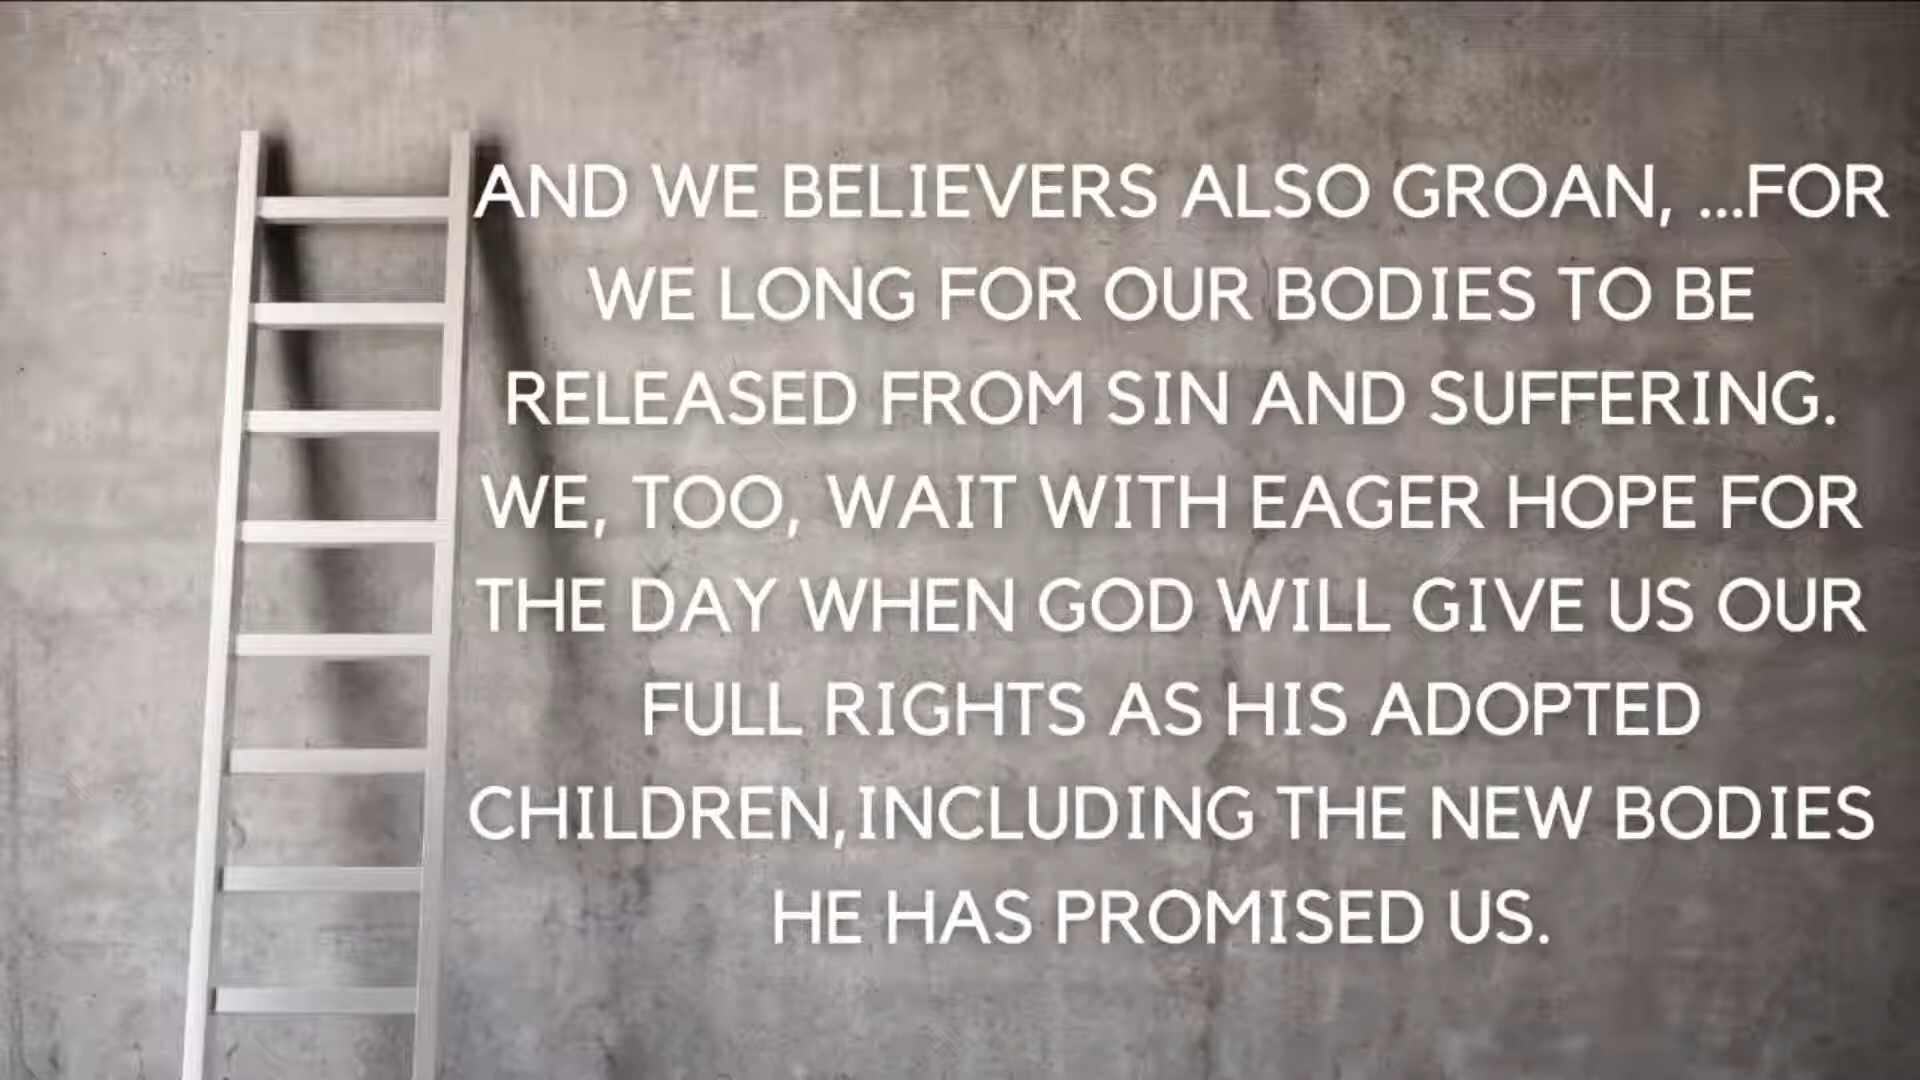 AND WE BELIEVERS ALSO GROAN, ...FOR
WE LONG FOR OUR BODIES TO BE
RELEASED FROM SIN AND SUFFERING.
WE, TOO, WAIT WITH EAGER HOPE FOR
THE DAY WHEN GOD WILL GIVE US OUR
FULL RIGHTS AS HIS ADOPTED
CHILDREN,INCLUDING THE NEW BODIES
HE HAS PROMISED US.